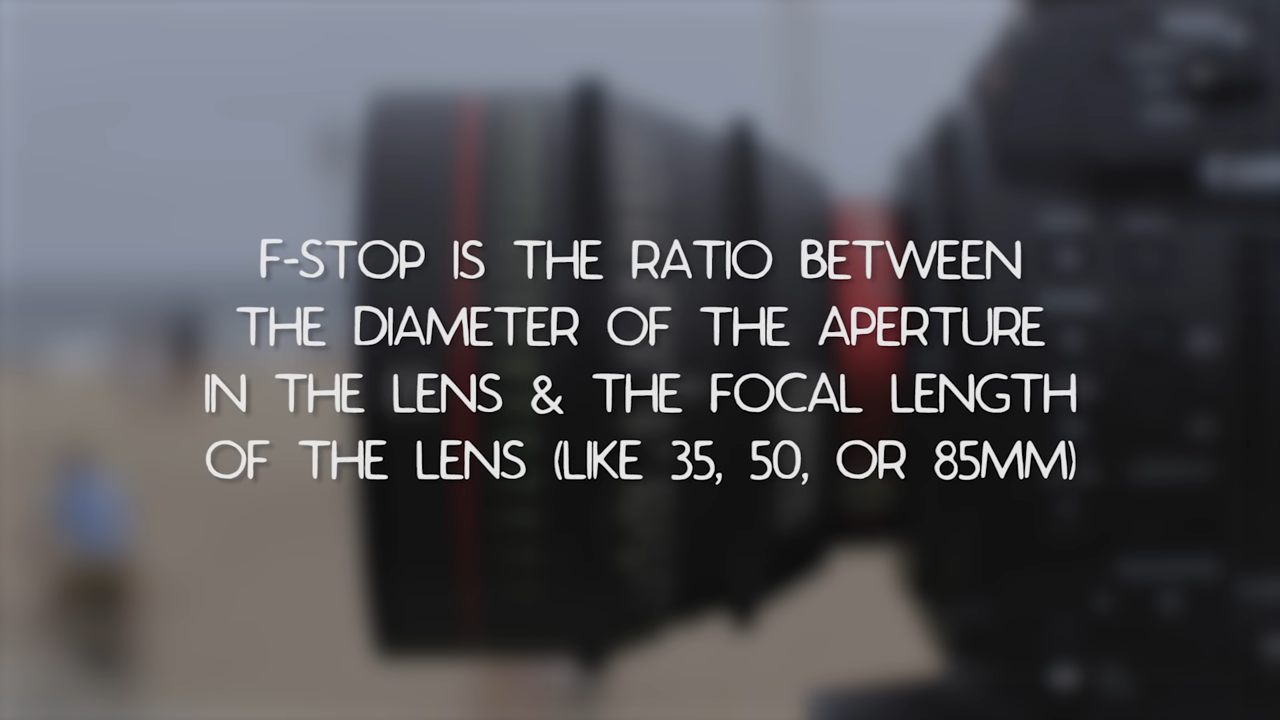 F-STOP IS THE RATIO BETWEEN
THE DIAMETER OF THE APERTURE
IN THE LENS & THE FOCAL LENGTH
OF THE LENS (LIKE 35, 50, OR 85MM)